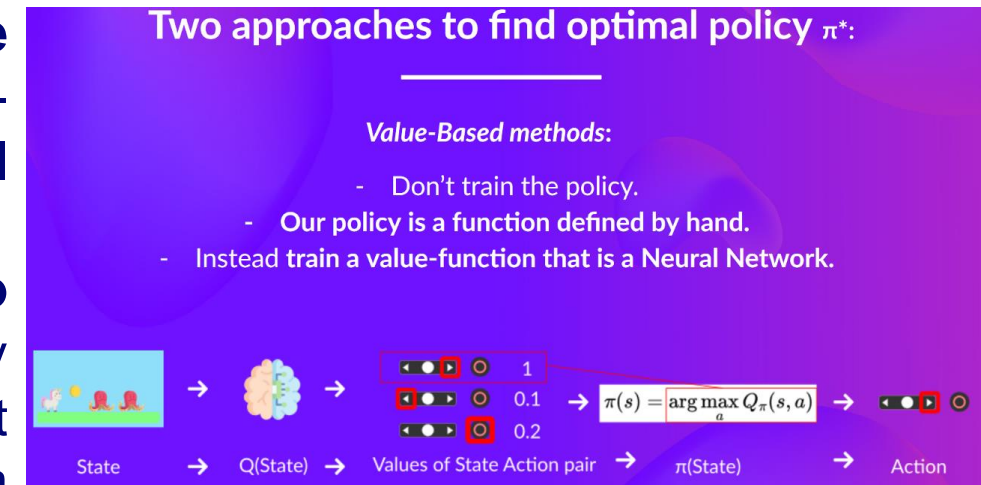 Two approaches to find optimal policy π*:
Value-Based methods:
- Don't train the policy.
- Our policy is a function defined by hand.
- Instead train a value-function that is a Neural Network.
1
0.1
0.2
→ → → π(s) = arg max Q_π(s, a) →
a
State → Q(State) → Values of State Action pair → π(State) → Action